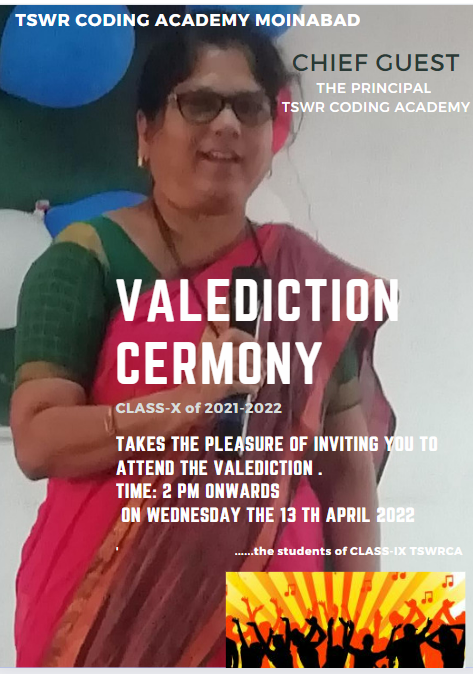 TSWR CODING ACADEMY MOINABAD
CHIEF GUEST
THE PRINCIPAL
TSWR CODING ACADEMY
VALEDICTION
CERMONY
CLASS-X of 2021-2022
TAKES THE PLEASURE OF INVITING YOU TO
ATTEND THE VALEDICTION .
TIME: 2 PM ONWARDS
ON WEDNESDAY THE 13 TH APRIL 2022
' ......the students of CLASS-IX TSWRCA